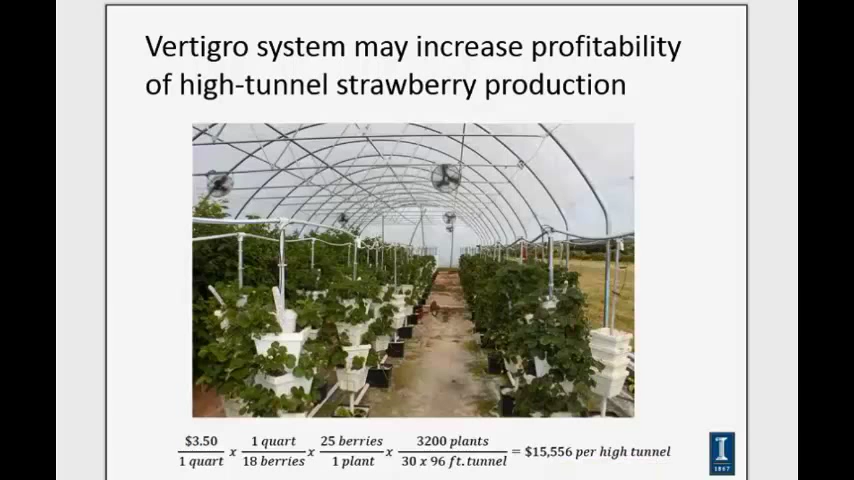 Vertigro system may increase profitability
of high-tunnel strawberry production
$3.50 / 1 quart x 1 quart / 18 berries x 25 berries / 1 plant x 3200 plants / 30 x 96 ft. tunnel = $15,556 per high tunnel
I
1867